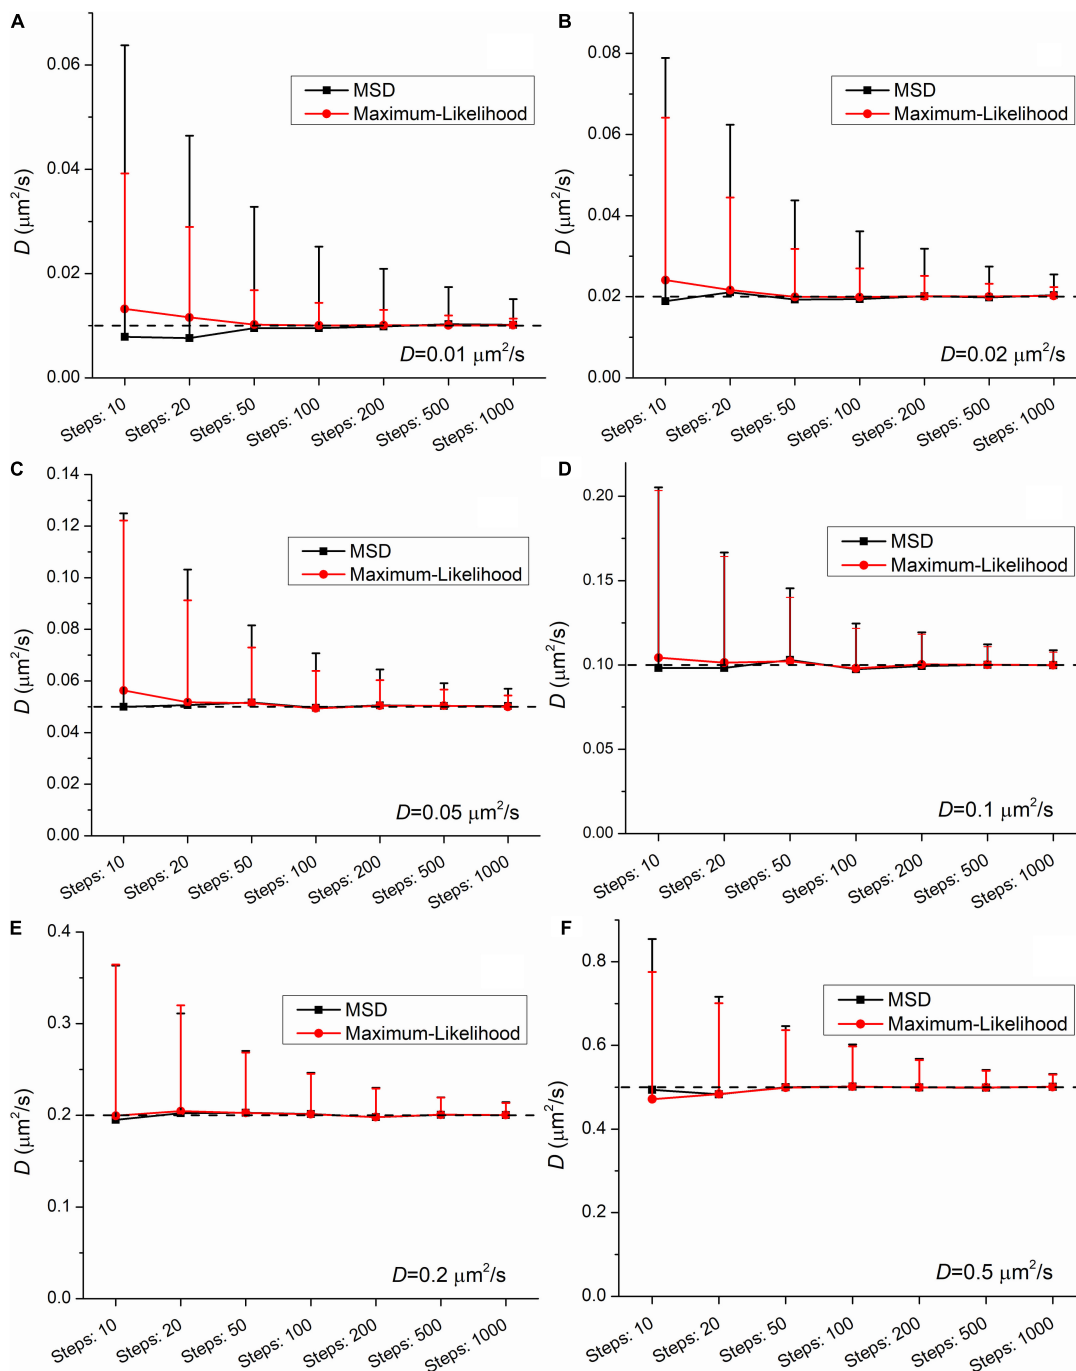 A
0.06
0.04
0.02
0.00
D (μm²/s)
MSD
Maximum-Likelihood
D=0.01 μm²/s
Steps: 10
Steps: 20
Steps: 50
Steps: 100
Steps: 200
Steps: 500
Steps: 1000
B
0.08
0.06
0.04
0.02
0.00
D (μm²/s)
MSD
Maximum-Likelihood
D=0.02 μm²/s
Steps: 10
Steps: 20
Steps: 50
Steps: 100
Steps: 200
Steps: 500
Steps: 1000
C
0.14
0.12
0.10
0.08
0.06
0.04
0.02
0.00
D (μm²/s)
MSD
Maximum-Likelihood
D=0.05 μm²/s
Steps: 10
Steps: 20
Steps: 50
Steps: 100
Steps: 200
Steps: 500
Steps: 1000
D
0.20
0.15
0.10
0.05
0.00
D (μm²/s)
MSD
Maximum-Likelihood
D=0.1 μm²/s
Steps: 10
Steps: 20
Steps: 50
Steps: 100
Steps: 200
Steps: 500
Steps: 1000
E
0.4
0.3
0.2
0.1
0.0
D (μm²/s)
MSD
Maximum-Likelihood
D=0.2 μm²/s
Steps: 10
Steps: 20
Steps: 50
Steps: 100
Steps: 200
Steps: 500
Steps: 1000
F
0.8
0.6
0.4
0.2
0.0
D (μm²/s)
MSD
Maximum-Likelihood
D=0.5 μm²/s
Steps: 10
Steps: 20
Steps: 50
Steps: 100
Steps: 200
Steps: 500
Steps: 1000